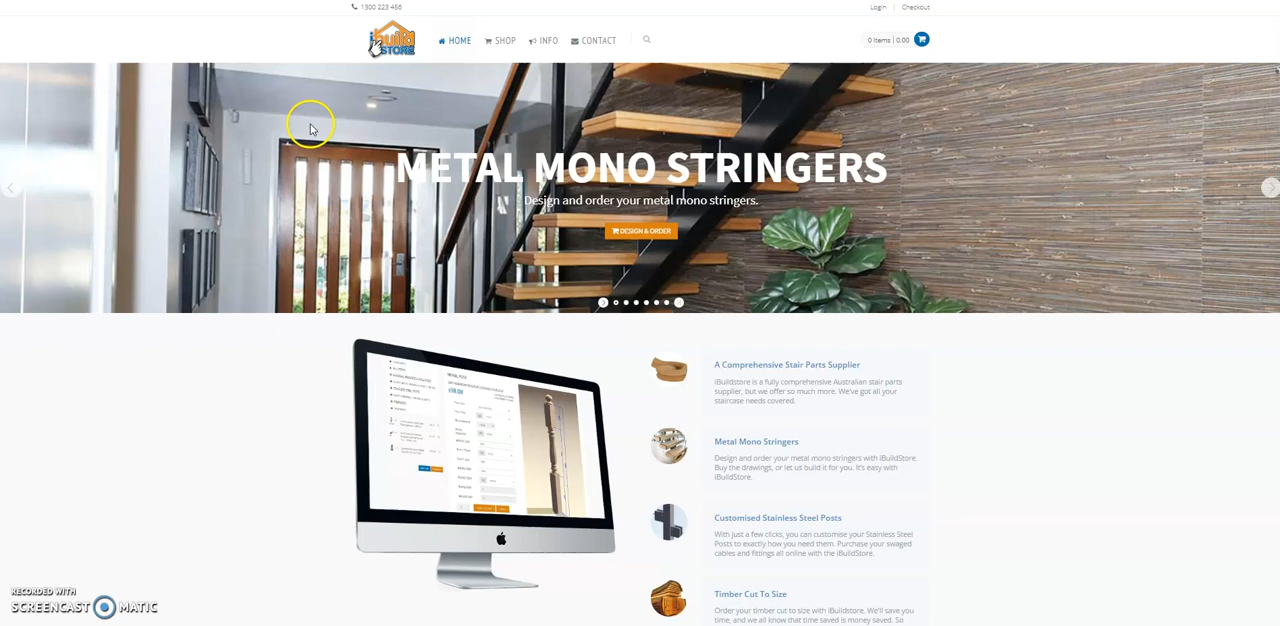 1300 223 456
Login | Checkout
iBuild
STORE
HOME SHOP INFO CONTACT
0 Items | 0.00
METAL MONO STRINGERS
Design and order your metal mono stringers.
DESIGN & ORDER
A Comprehensive Stair Parts Supplier
iBuildstore is a fully comprehensive Australian stair parts
supplier, but we offer so much more. We've got all your
staircase needs covered.
Metal Mono Stringers
Design and order your metal mono stringers with iBuildStore.
Buy the drawings, or let us build it for you. It's easy with
iBuildStore.
Customised Stainless Steel Posts
With just a few clicks, you can customise your Stainless Steel
Posts to exactly how you need them. Purchase your swaged
cables and fittings all online with the iBuildStore.
Timber Cut To Size
Order your timber cut to size with iBuildstore. We'll save you
time, and we all know that time saved is money saved. So
RECORDED WITH
SCREENCAST MATIC